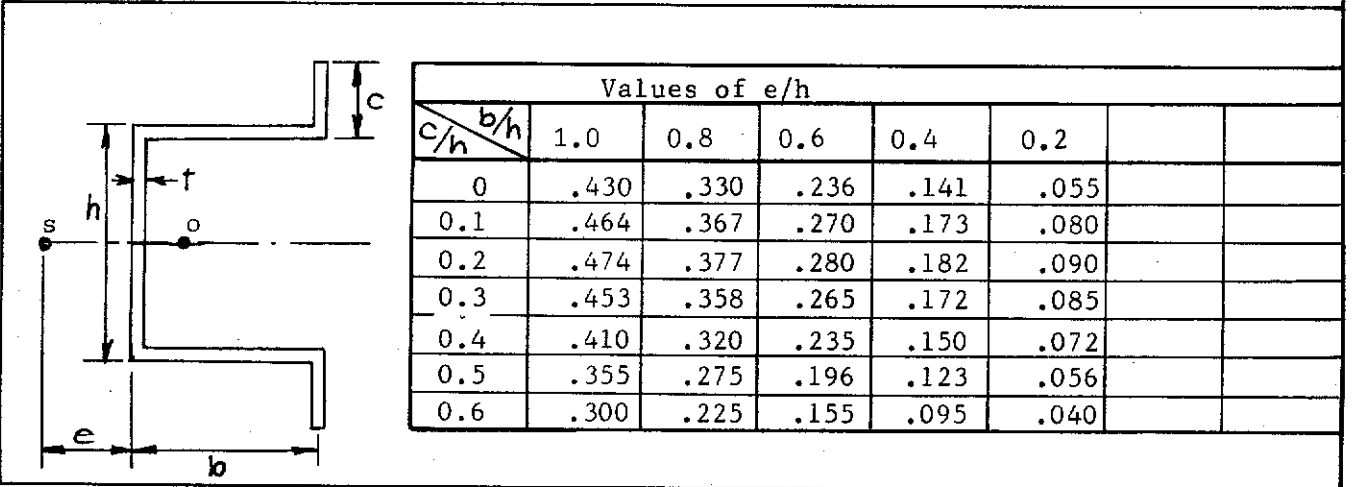 c
t
h
s
o
e
b
Values of e/h
c/h b/h 1.0 0.8 0.6 0.4 0.2
0 .430 .330 .236 .141 .055
0.1 .464 .367 .270 .173 .080
0.2 .474 .377 .280 .182 .090
0.3 .453 .358 .265 .172 .085
0.4 .410 .320 .235 .150 .072
0.5 .355 .275 .196 .123 .056
0.6 .300 .225 .155 .095 .040